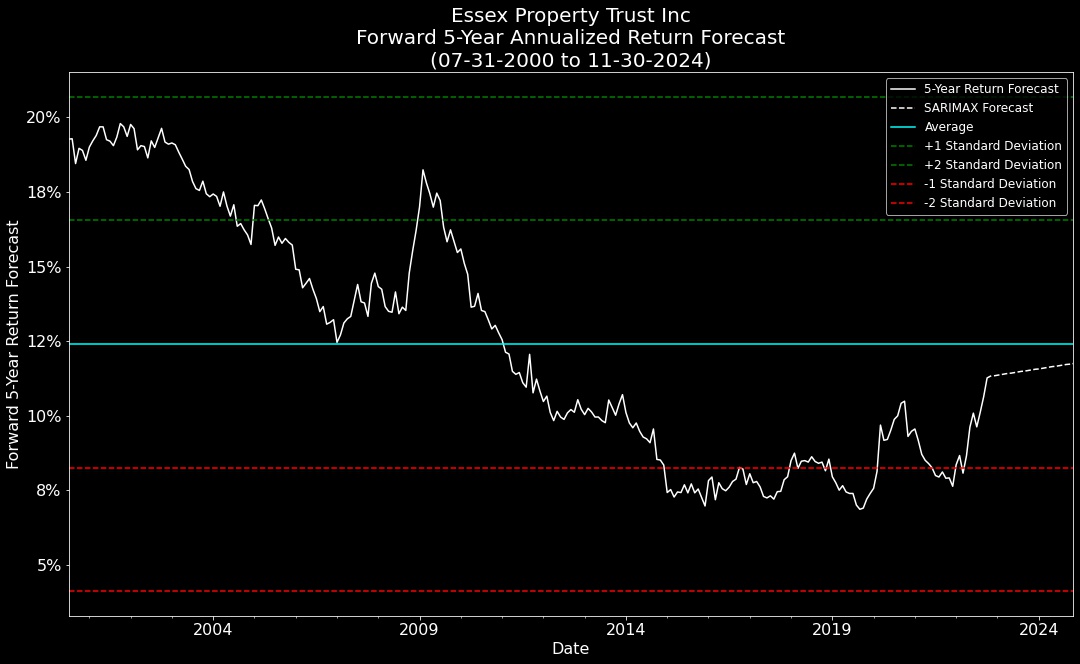 Essex Property Trust Inc
Forward 5-Year Annualized Return Forecast
(07-31-2000 to 11-30-2024)
5-Year Return Forecast
SARIMAX Forecast
Average
+1 Standard Deviation
+2 Standard Deviation
-1 Standard Deviation
-2 Standard Deviation
Forward 5-Year Return Forecast
20%
18%
15%
12%
10%
8%
5%
2004 2009 2014 2019 2024
Date